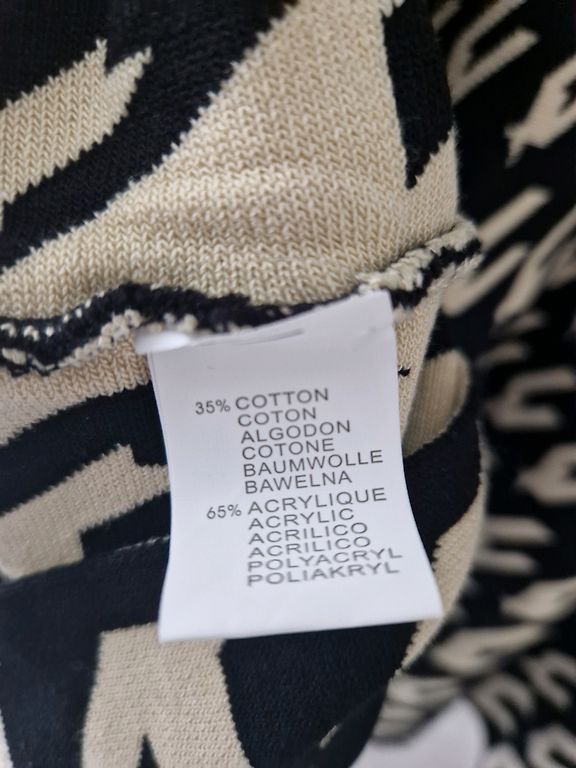 35% COTTON
COTON
ALGODON
COTONE
BAUMWOLLE
BAWELNA
65% ACRYLIQUE
ACRYLIC
ACRILICO
ACRILICO
POLYACRYL
POLIAKRYL